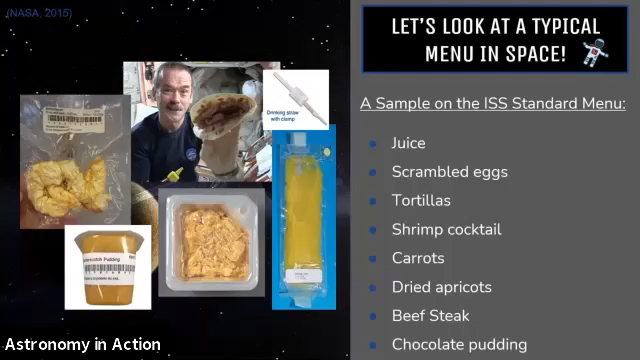 (NASA, 2015)
LET'S LOOK AT A TYPICAL
MENU IN SPACE!
Drinking straw
with clamp
A Sample on the ISS Standard Menu:
Juice
Scrambled eggs
Tortillas
Shrimp cocktail
Carrots
Dried apricots
Beef Steak
Chocolate pudding
Pudding
Astronomy in Action